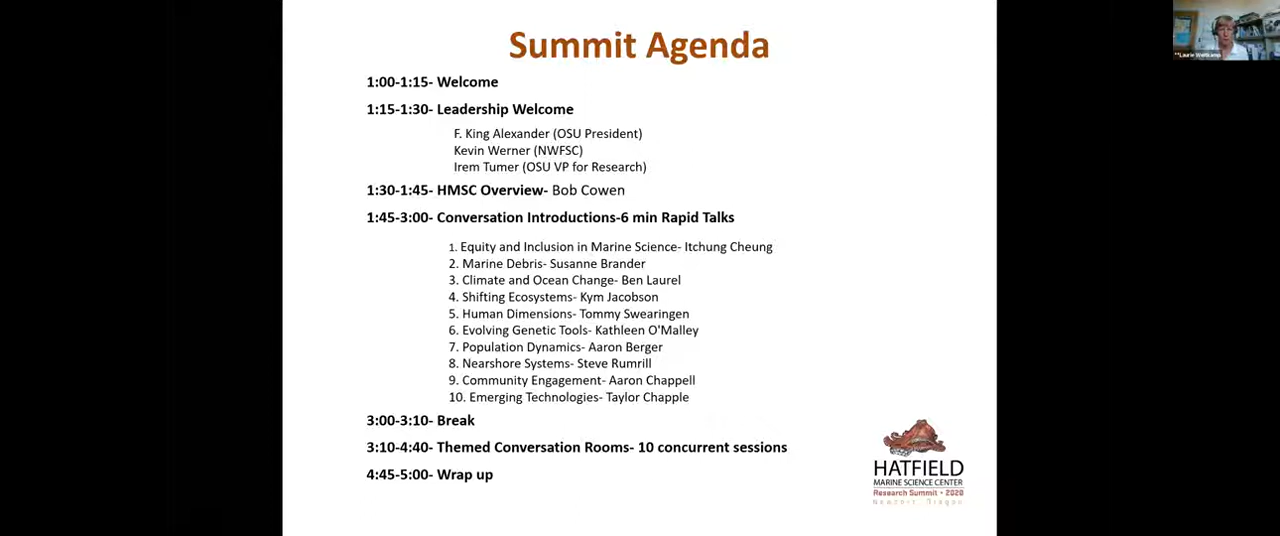 Summit Agenda
1:00-1:15- Welcome
1:15-1:30- Leadership Welcome
F. King Alexander (OSU President)
Kevin Werner (NWFSC)
Irem Tumer (OSU VP for Research)
1:30-1:45- HMSC Overview- Bob Cowen
1:45-3:00- Conversation Introductions-6 min Rapid Talks
1. Equity and Inclusion in Marine Science- Itchung Cheung
2. Marine Debris- Susanne Brander
3. Climate and Ocean Change- Ben Laurel
4. Shifting Ecosystems- Kym Jacobson
5. Human Dimensions- Tommy Swearingen
6. Evolving Genetic Tools- Kathleen O'Malley
7. Population Dynamics- Aaron Berger
8. Nearshore Systems- Steve Rumrill
9. Community Engagement- Aaron Chappell
10. Emerging Technologies- Taylor Chapple
3:00-3:10- Break
3:10-4:40- Themed Conversation Rooms- 10 concurrent sessions
4:45-5:00- Wrap up
HATFIELD
MARINE SCIENCE CENTER
Research Summit • 2020
Newport, Oregon
**Laurie Weitkamp